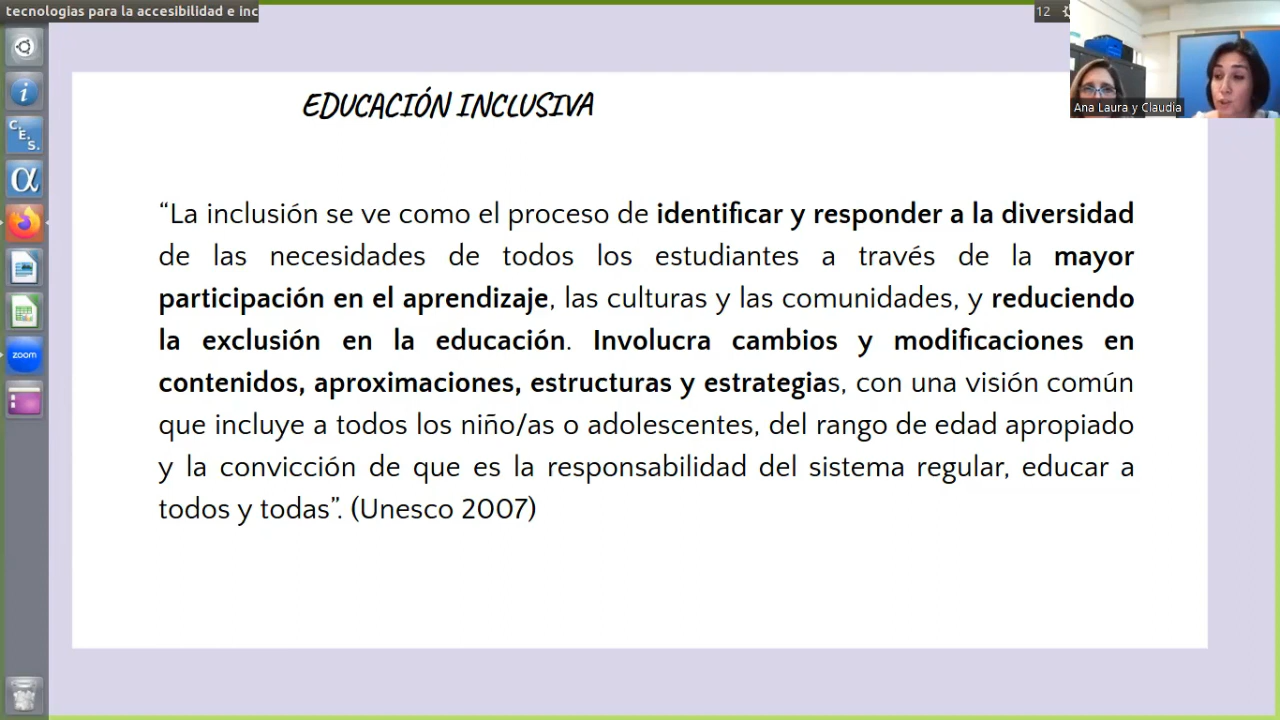 tecnologias para la accesibilidad e inc
12
Ana Laura y Claudia
EDUCACIÓN INCLUSIVA
“La inclusión se ve como el proceso de identificar y responder a la diversidad
de las necesidades de todos los estudiantes a través de la mayor
participación en el aprendizaje, las culturas y las comunidades, y reduciendo
la exclusión en la educación. Involucra cambios y modificaciones en
contenidos, aproximaciones, estructuras y estrategias, con una visión común
que incluye a todos los niño/as o adolescentes, del rango de edad apropiado
y la convicción de que es la responsabilidad del sistema regular, educar a
todos y todas”. (Unesco 2007)
i
C.E.S.
α
zoom